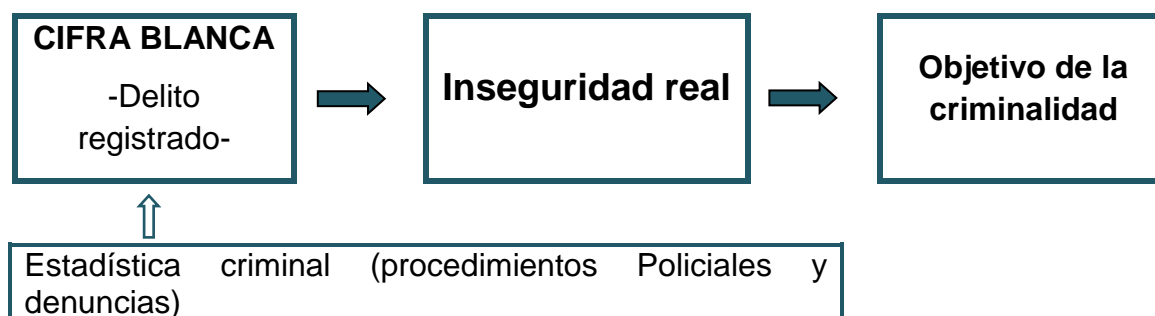 CIFRA BLANCA
-Delito
registrado-
Inseguridad real
Objetivo de la
criminalidad
Estadística criminal (procedimientos Policiales y
denuncias)